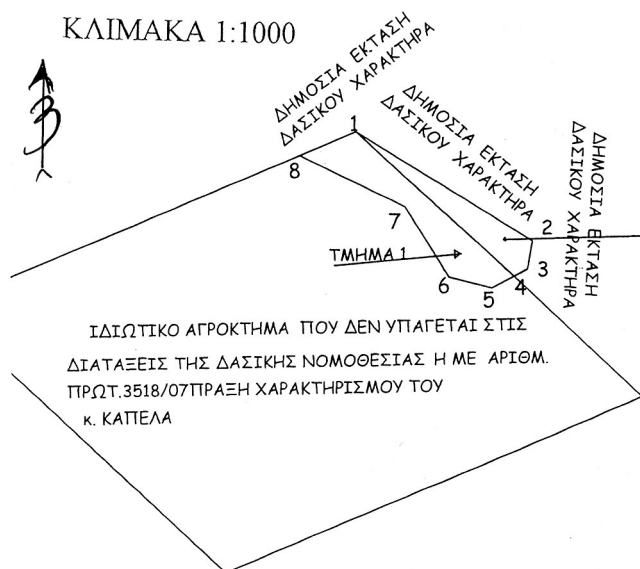 ΚΛΙΜΑΚΑ 1:1000
ΔΗΜΟΣΙΑ ΕΚΤΑΣΗ
ΔΑΣΙΚΟΥ ΧΑΡΑΚΤΗΡΑ
ΔΗΜΟΣΙΑ ΕΚΤΑΣΗ
ΔΑΣΙΚΟΥ ΧΑΡΑΚΤΗΡΑ
ΔΗΜΟΣΙΑ ΕΚΤΑΣΗ
ΔΑΣΙΚΟΥ ΧΑΡΑΚΤΗΡΑ
1
8
7
2
3
ΤΜΗΜΑ 1
6
5
4
ΙΔΙΩΤΙΚΟ ΑΓΡΟΚΤΗΜΑ ΠΟΥ ΔΕΝ ΥΠΑΓΕΤΑΙ ΣΤΙΣ
ΔΙΑΤΑΞΕΙΣ ΤΗΣ ΔΑΣΙΚΗΣ ΝΟΜΟΘΕΣΙΑΣ Η ΜΕ ΑΡΙΘΜ.
ΠΡΩΤ.3518/07ΠΡΑΞΗ ΧΑΡΑΚΤΗΡΙΣΜΟΥ ΤΟΥ
κ. ΚΑΠΕΛΑ